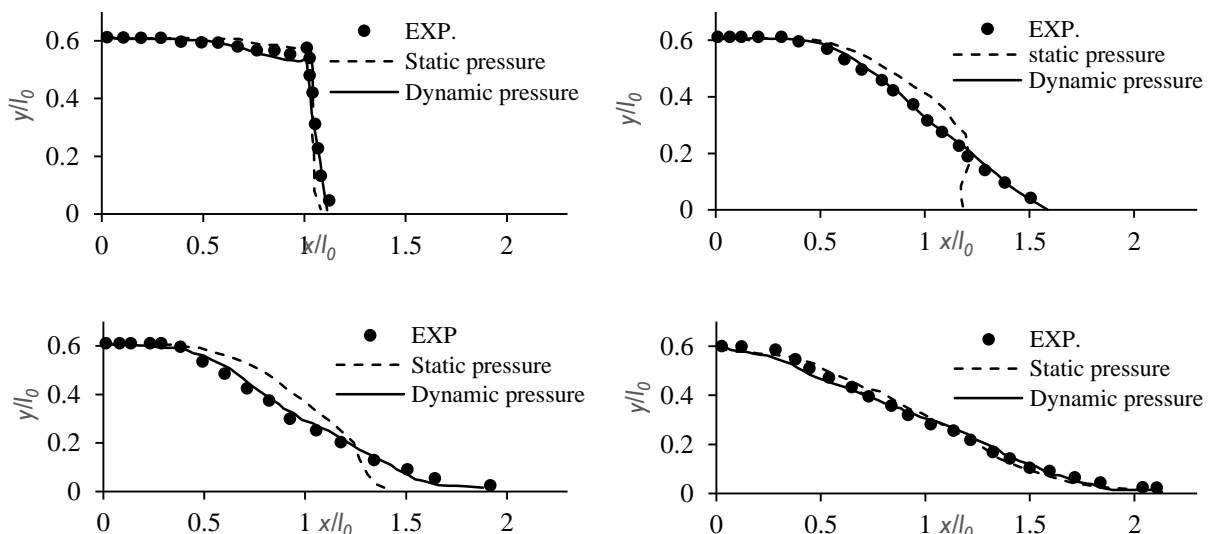 0.6
0.4
0.2
0
y/l0
EXP.
Static pressure
Dynamic pressure
0 0.5 1 1.5 2
x/l0
0.6
0.4
0.2
0
y/l0
EXP.
static pressure
Dynamic pressure
0 0.5 1 1.5 2
x/l0
0.6
0.4
0.2
0
y/l0
EXP
Static pressure
Dynamic pressure
0 0.5 1 1.5 2
x/l0
0.6
0.4
0.2
0
y/l0
EXP.
Static pressure
Dynamic pressure
0 0.5 1 1.5 2
x/l0